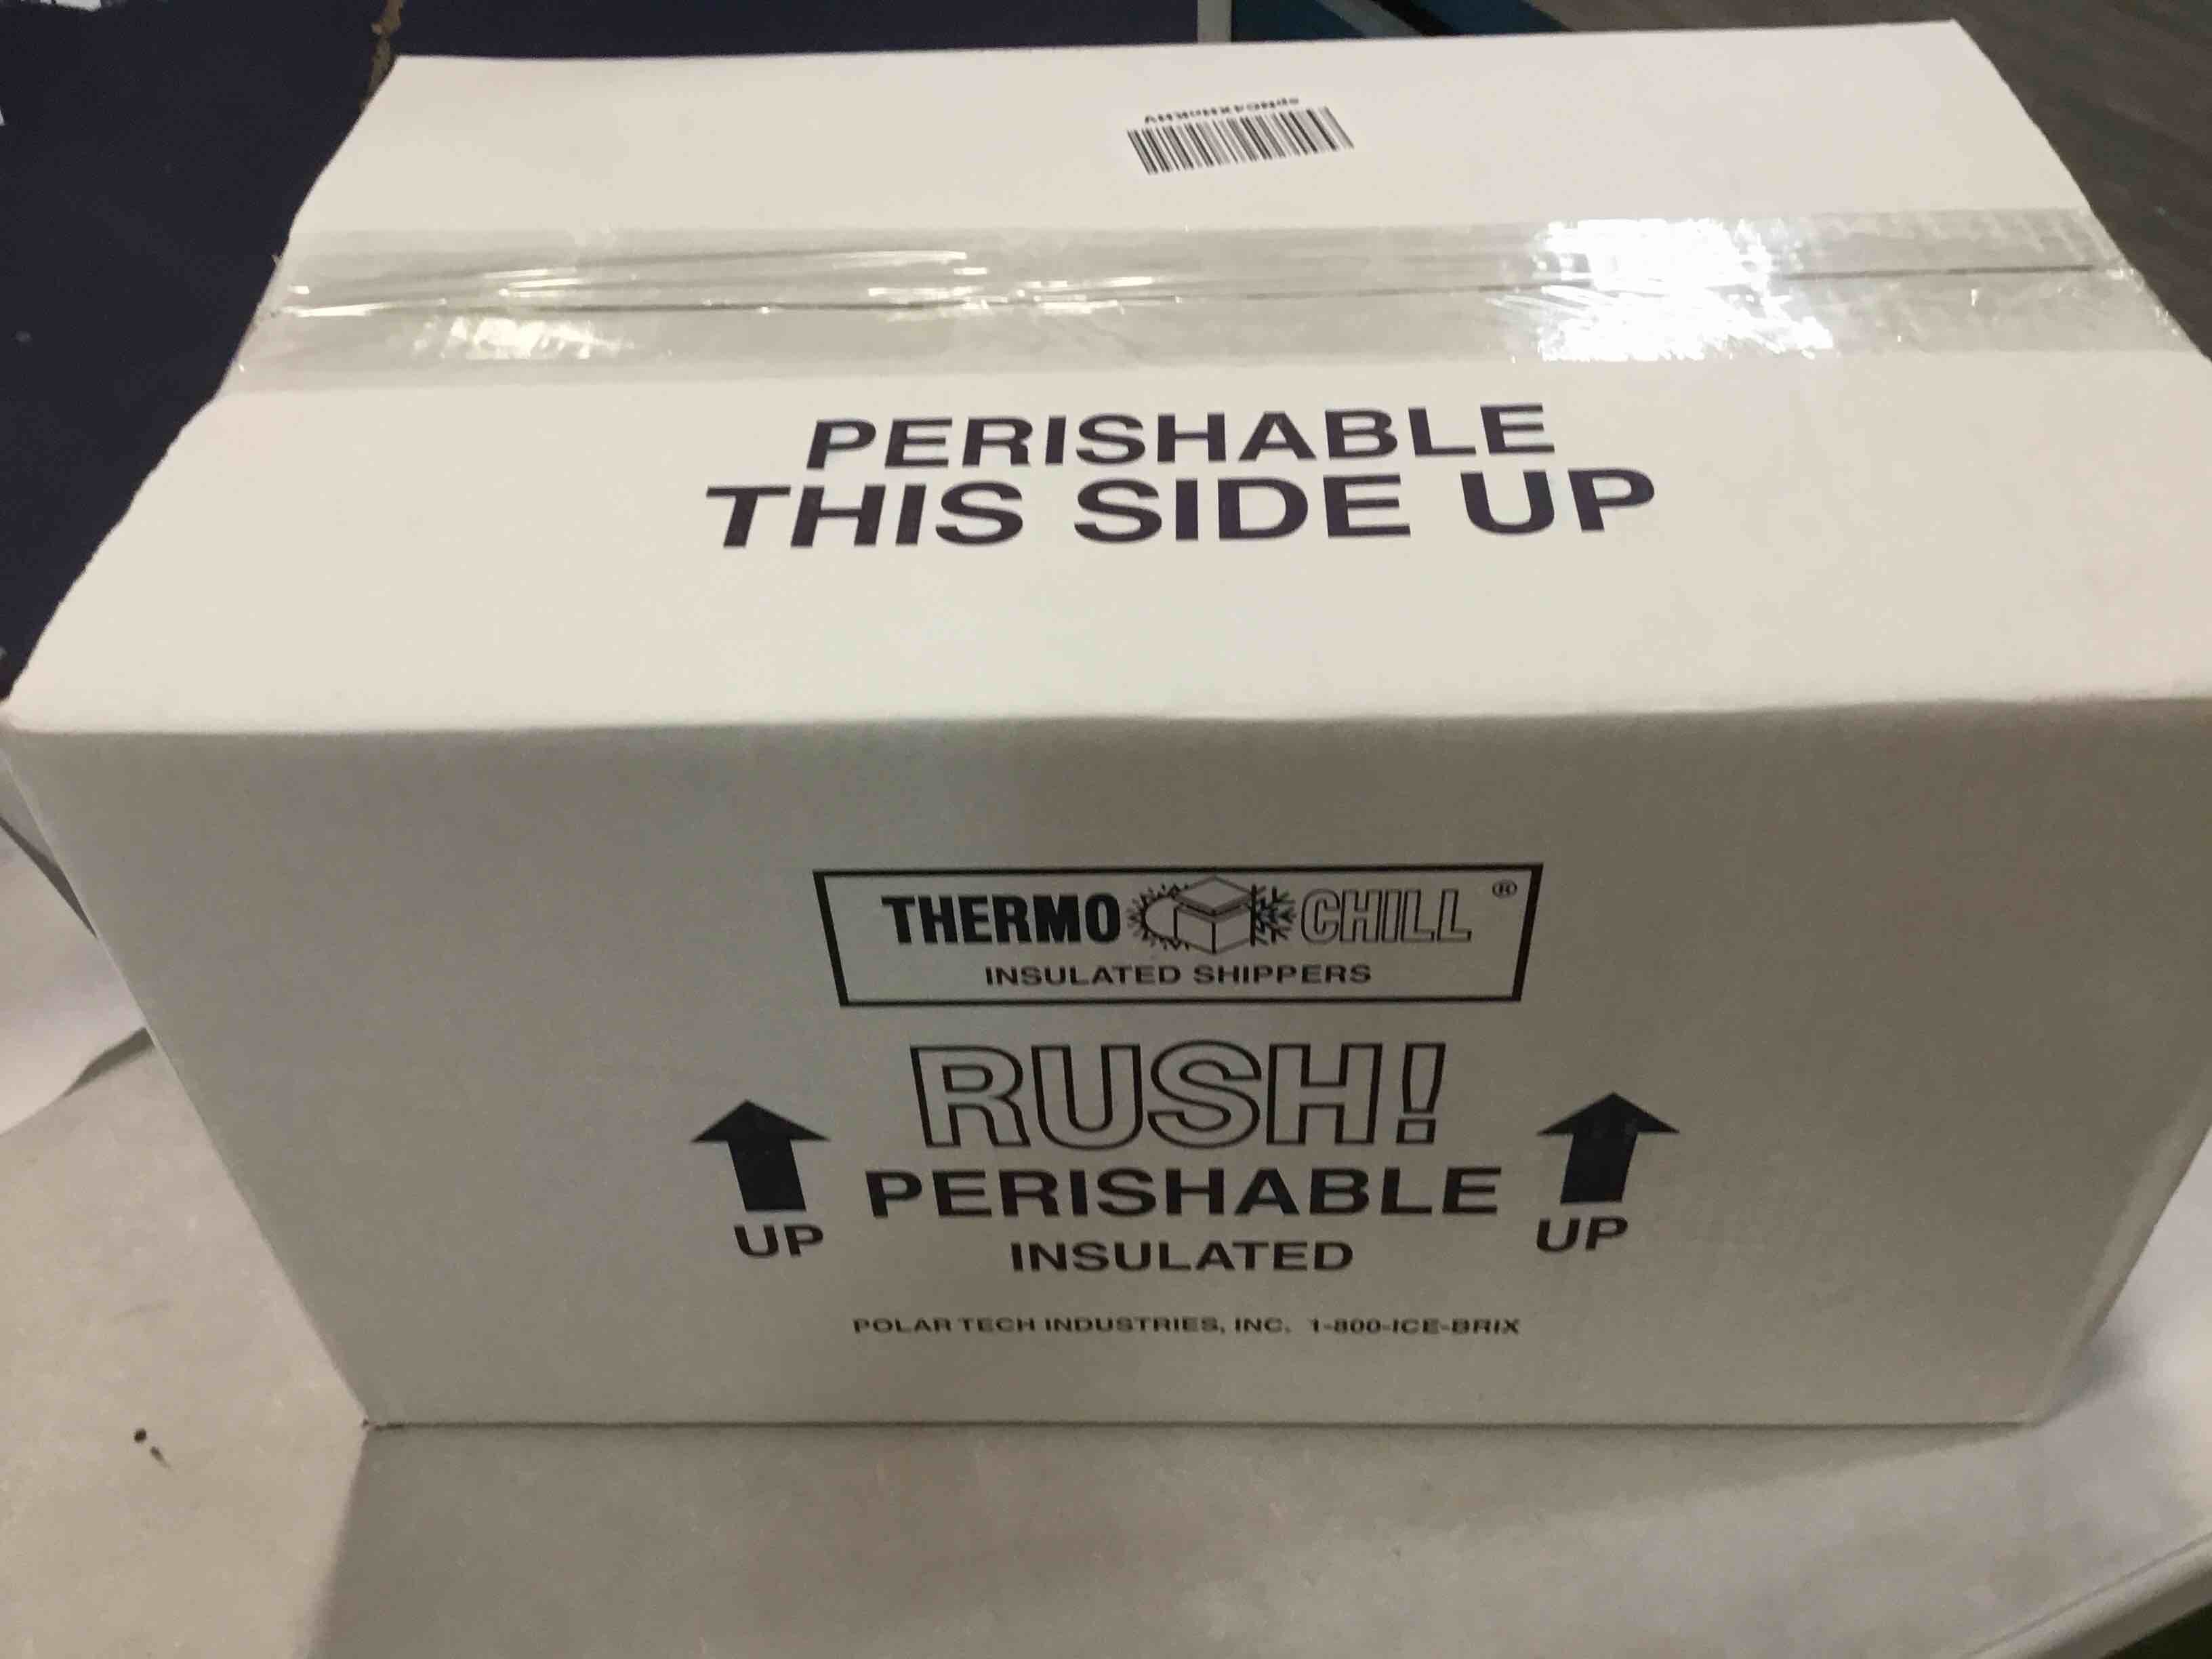 PERISHABLE
THIS SIDE UP
THERMO CHILL ®
INSULATED SHIPPERS
RUSH!
PERISHABLE
INSULATED
UP
UP
POLAR TECH INDUSTRIES, INC. 1-800-ICE-BRIX